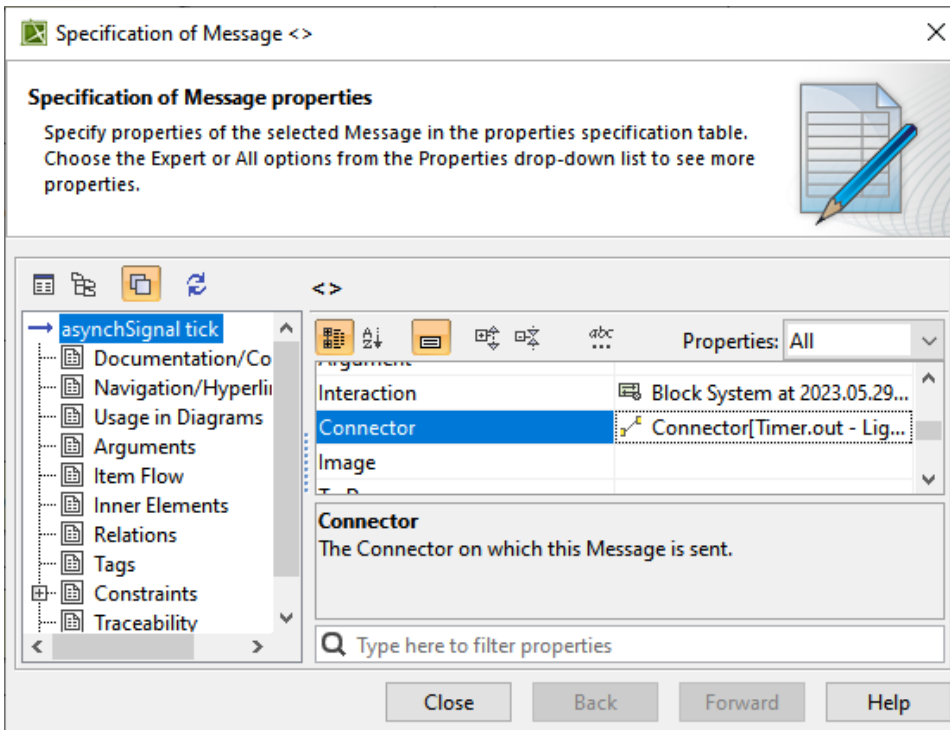 Specification of Message <>
Specification of Message properties
Specify properties of the selected Message in the properties specification table.
Choose the Expert or All options from the Properties drop-down list to see more
properties.
<>
asynchSignal tick
Documentation/Co
Navigation/Hyperlin
Usage in Diagrams
Arguments
Item Flow
Inner Elements
Relations
Tags
Constraints
Traceability
abc
...
Properties: All
Argument
Interaction Block System at 2023.05.29...
Connector Connector[Timer.out - Lig...
Image
Connector
The Connector on which this Message is sent.
Type here to filter properties
Close Back Forward Help